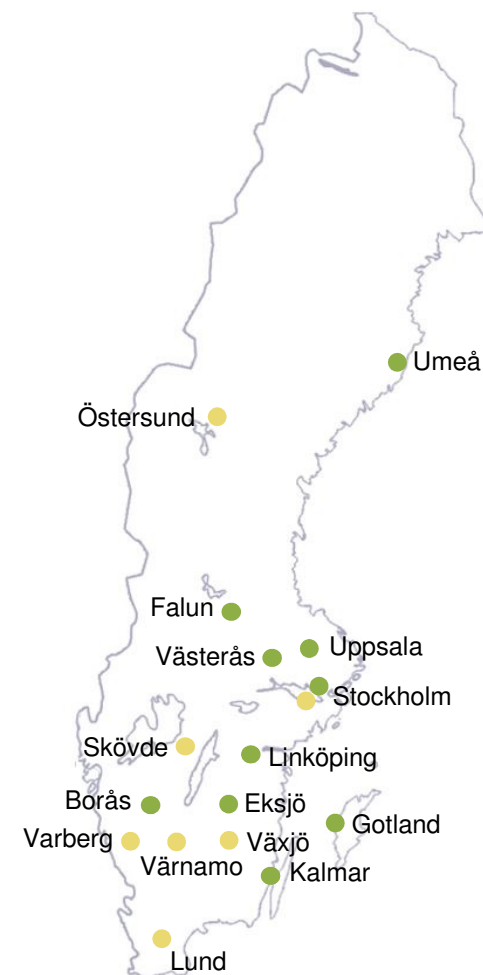 Umeå
Östersund
Falun
Uppsala
Västerås
Stockholm
Skövde
Linköping
Borås
Eksjö
Gotland
Varberg
Växjö
Värnamo
Kalmar
Lund